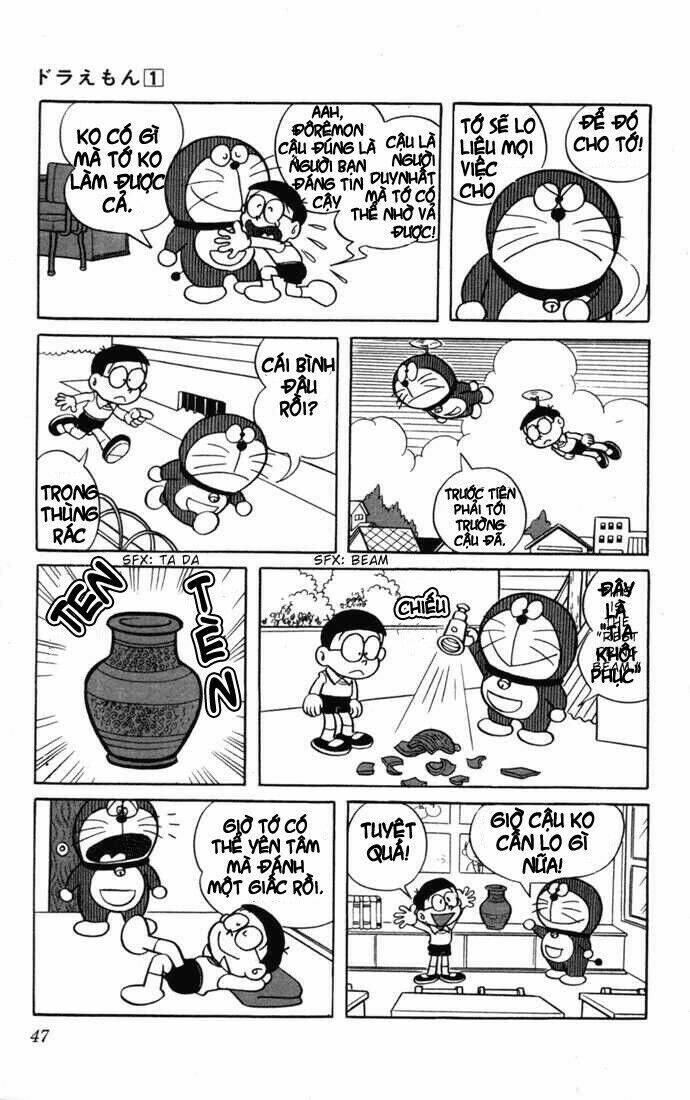 ドラえもん1
ĐỂ ĐÓ
CHO TỚ!
TỚ SẼ LO
LIỆU MỌI
VIỆC
CHO
CẬU LÀ
NGƯỜI
DUYNHẤT
MÀ TỚ CÓ
THỂ NHỜ VẢ
ĐƯỢC!
AAH,
ĐÔRÊMON
CẬU ĐÚNG LÀ
NGƯỜI BẠN
ĐÁNG TIN
CẬY
KO CÓ GÌ
MÀ TỚ KO
LÀM ĐƯỢC
CẢ.
TRƯỚC TIÊN
PHẢI TỚI
TRƯỜNG
CẬU ĐÃ.
CÁI BÌNH
ĐÂU
RỒI?
TRONG
THÙNG
RÁC
SFX: BEAM
ĐÂY
LÀ
"TIA
KHÔI
PHỤC"
CHIẾU
SFX: TA DA
TEN
TÈN
GIỜ CẬU KO
CẦN LO GÌ
NỮA!
TUYỆT
QUÁ!
GIỜ TỚ CÓ
THỂ YÊN TÂM
MÀ ĐÁNH
MỘT GIẤC RỒI.
47